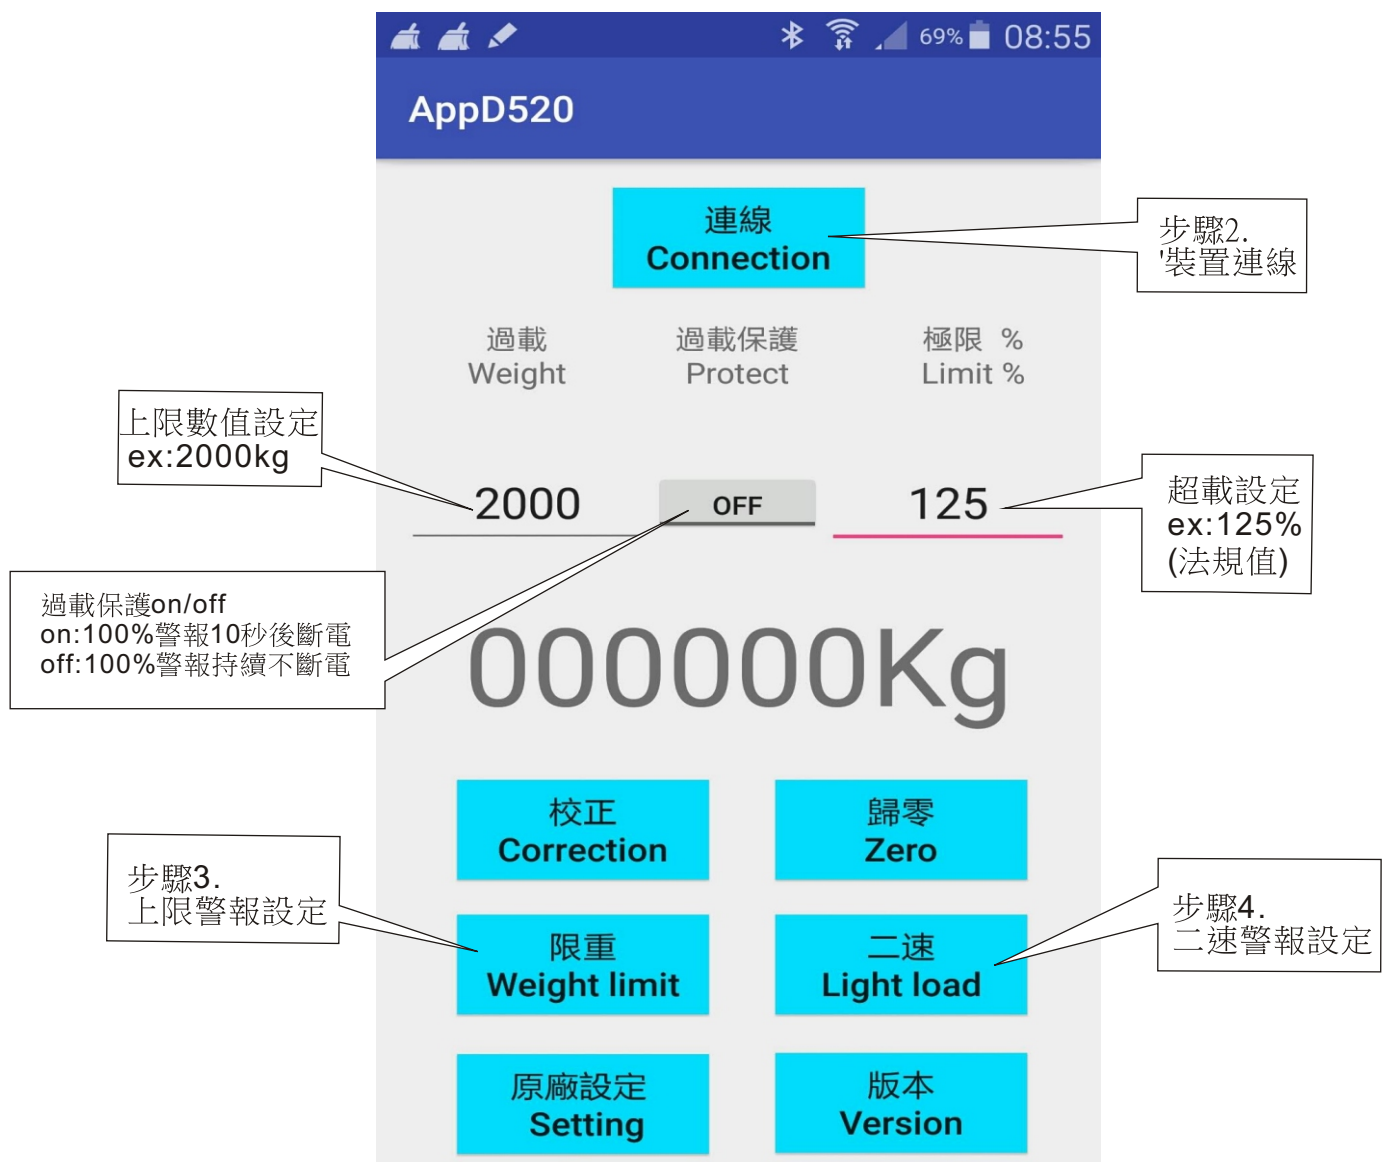 69% 08:55
AppD520
連線
Connection
步驟2.
'裝置連線
過載
Weight
過載保護
Protect
極限 %
Limit %
上限數值設定
ex:2000kg
2000
OFF
125
超載設定
ex:125%
(法規值)
過載保護on/off
on:100%警報10秒後斷電
off:100%警報持續不斷電
000000Kg
校正
Correction
歸零
Zero
步驟3.
上限警報設定
限重
Weight limit
二速
Light load
步驟4.
二速警報設定
原廠設定
Setting
版本
Version